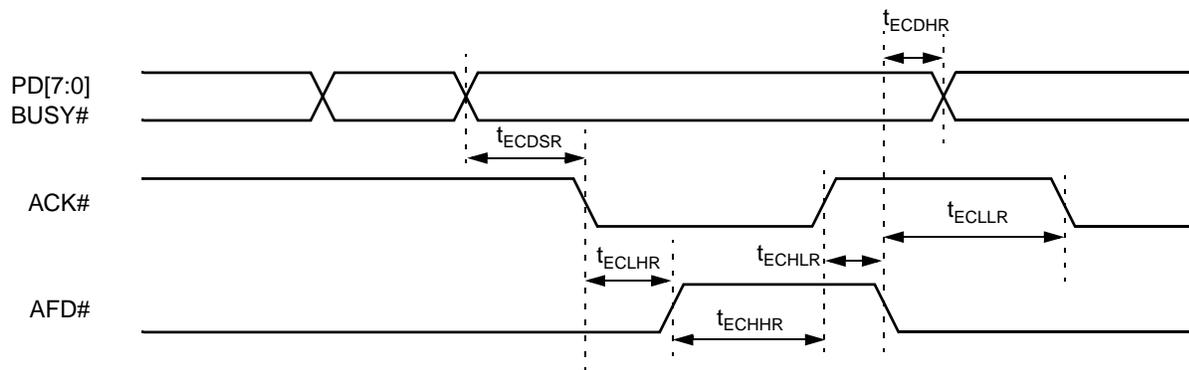 tECDHR
PD[7:0]
BUSY#
tECDSR
ACK#
tECLLR
tECLHR
tECHLR
AFD#
tECHHR